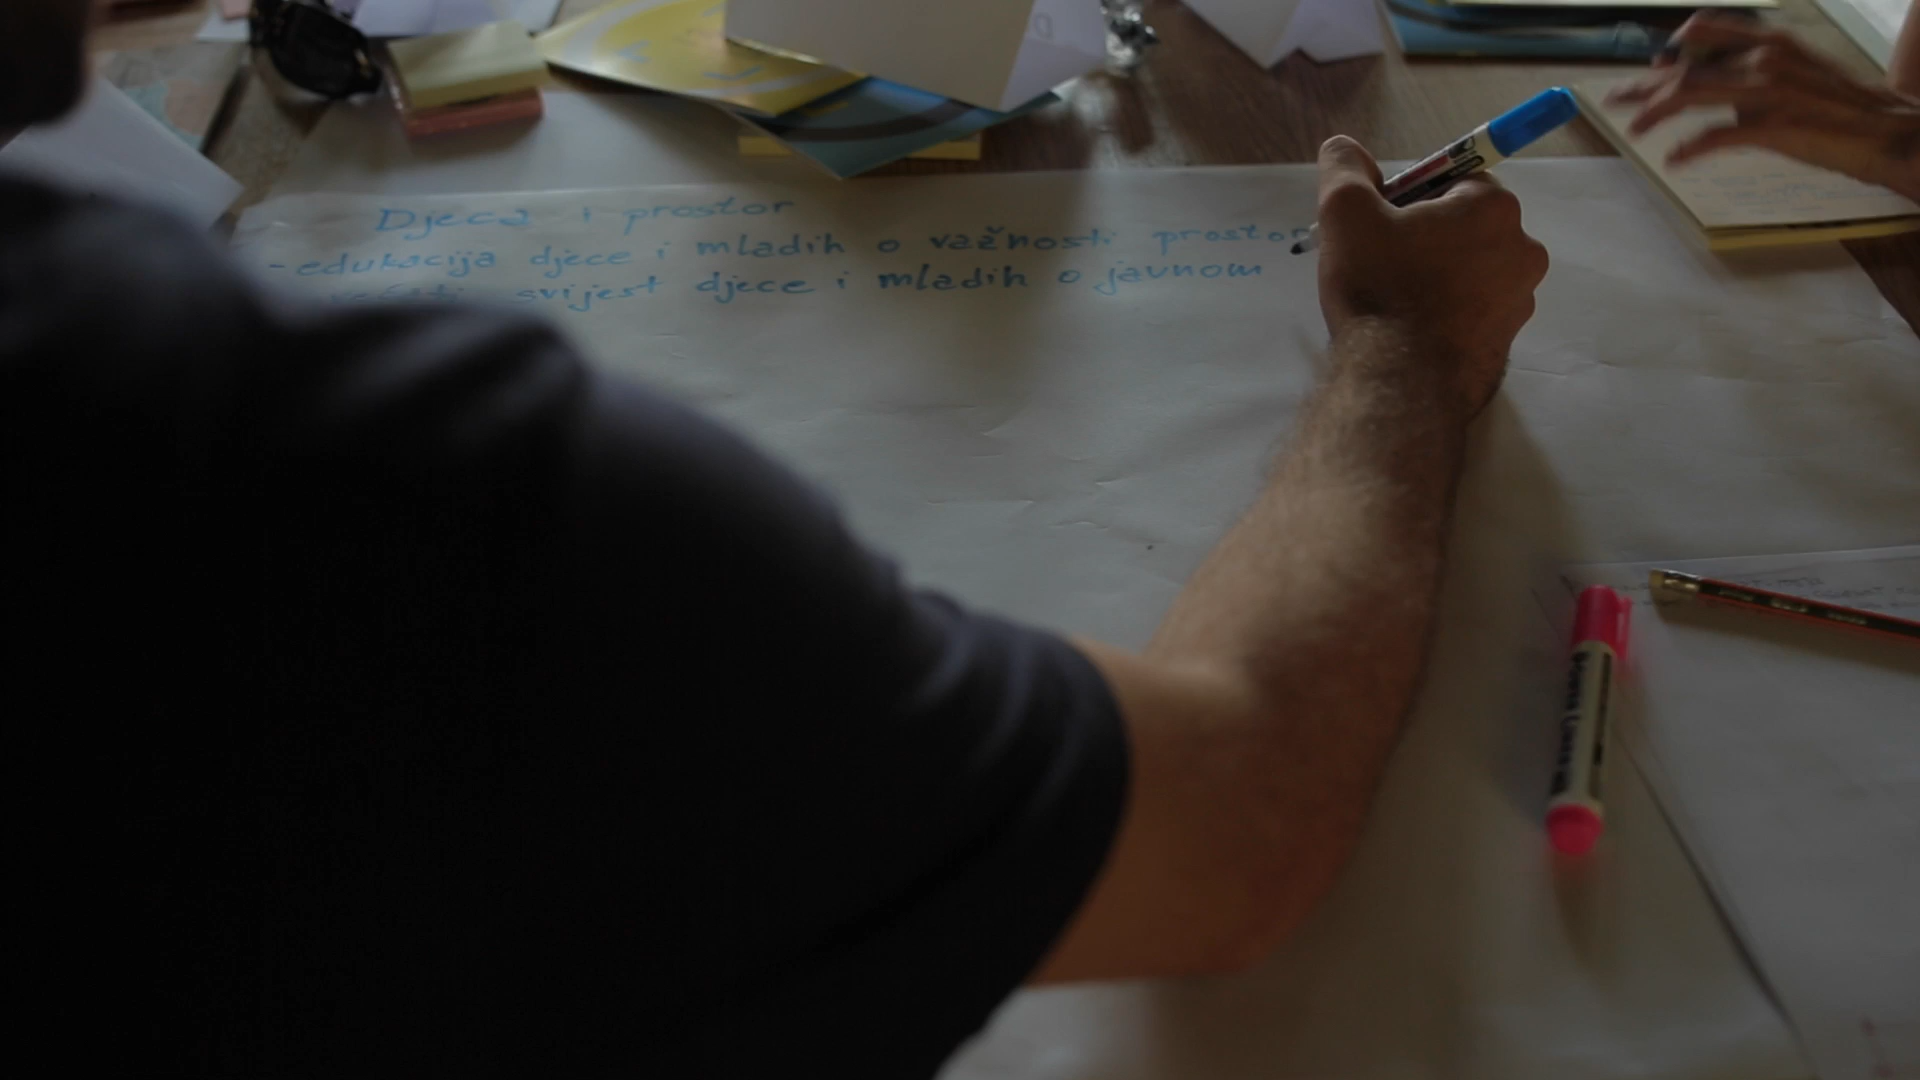 Djeca i prostor
- edukacija djece i mladih o važnosti prostor
svijest djece i mladih o javnom